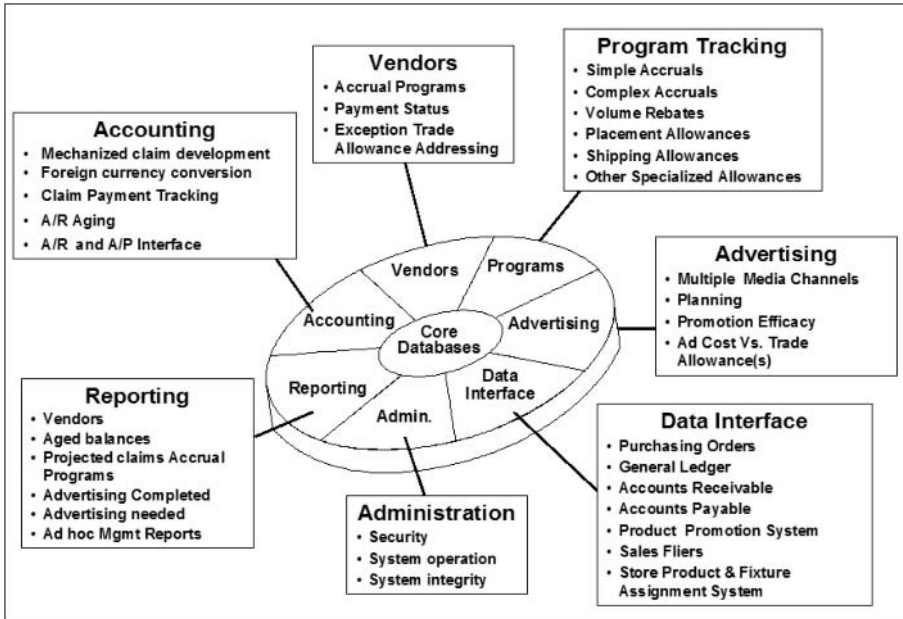 Vendors
• Accrual Programs
• Payment Status
• Exception Trade
Allowance Addressing
Program Tracking
• Simple Accruals
• Complex Accruals
• Volume Rebates
• Placement Allowances
• Shipping Allowances
• Other Specialized Allowances
Accounting
• Mechanized claim development
• Foreign currency conversion
• Claim Payment Tracking
• A/R Aging
• A/R and A/P Interface
Advertising
• Multiple Media Channels
• Planning
• Promotion Efficacy
• Ad Cost Vs. Trade
Allowance(s)
Vendors
Programs
Accounting
Advertising
Core
Databases
Reporting
Admin.
Data
Interface
Reporting
• Vendors
• Aged balances
• Projected claims Accrual
Programs
• Advertising Completed
• Advertising needed
• Ad hoc Mgmt Reports
Administration
• Security
• System operation
• System integrity
Data Interface
• Purchasing Orders
• General Ledger
• Accounts Receivable
• Accounts Payable
• Product Promotion System
• Sales Fliers
• Store Product & Fixture
Assignment System